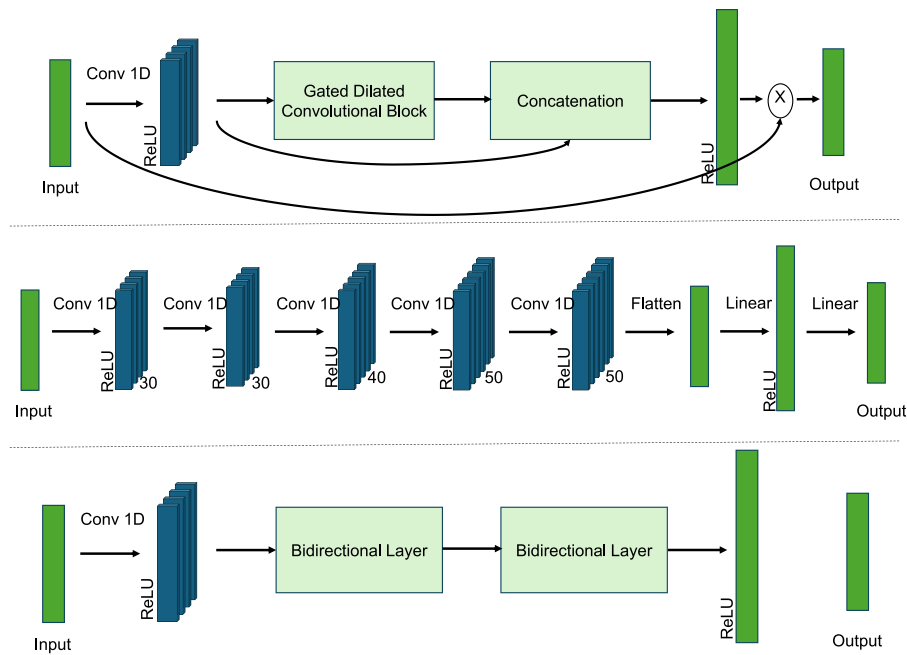 Conv 1D
ReLU
Gated Dilated
Convolutional Block
Concatenation
ReLU
X
Input
Output
Conv 1D
Conv 1D
Conv 1D
Conv 1D
Conv 1D
Flatten
Linear
Linear
ReLU
30
ReLU
30
ReLU
40
ReLU
50
ReLU
50
ReLU
Input
Output
Conv 1D
ReLU
Bidirectional Layer
Bidirectional Layer
ReLU
Input
Output